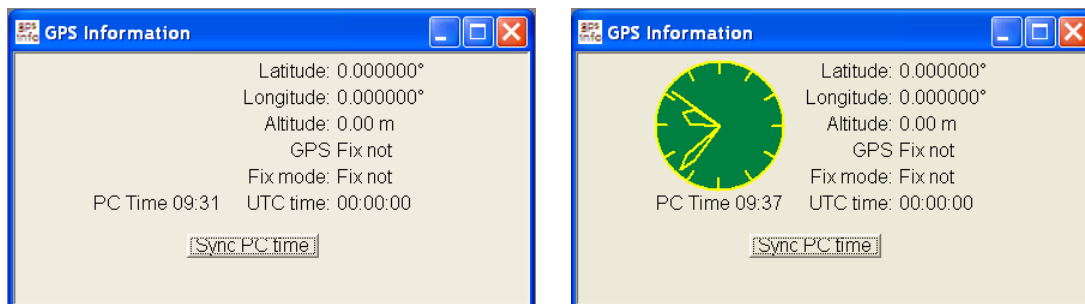 GPS Information
Latitude: 0.000000°
Longitude: 0.000000°
Altitude: 0.00 m
GPS Fix not
Fix mode: Fix not
PC Time 09:31 UTC time: 00:00:00
Sync PC time
GPS Information
Latitude: 0.000000°
Longitude: 0.000000°
Altitude: 0.00 m
GPS Fix not
Fix mode: Fix not
PC Time 09:37 UTC time: 00:00:00
Sync PC time